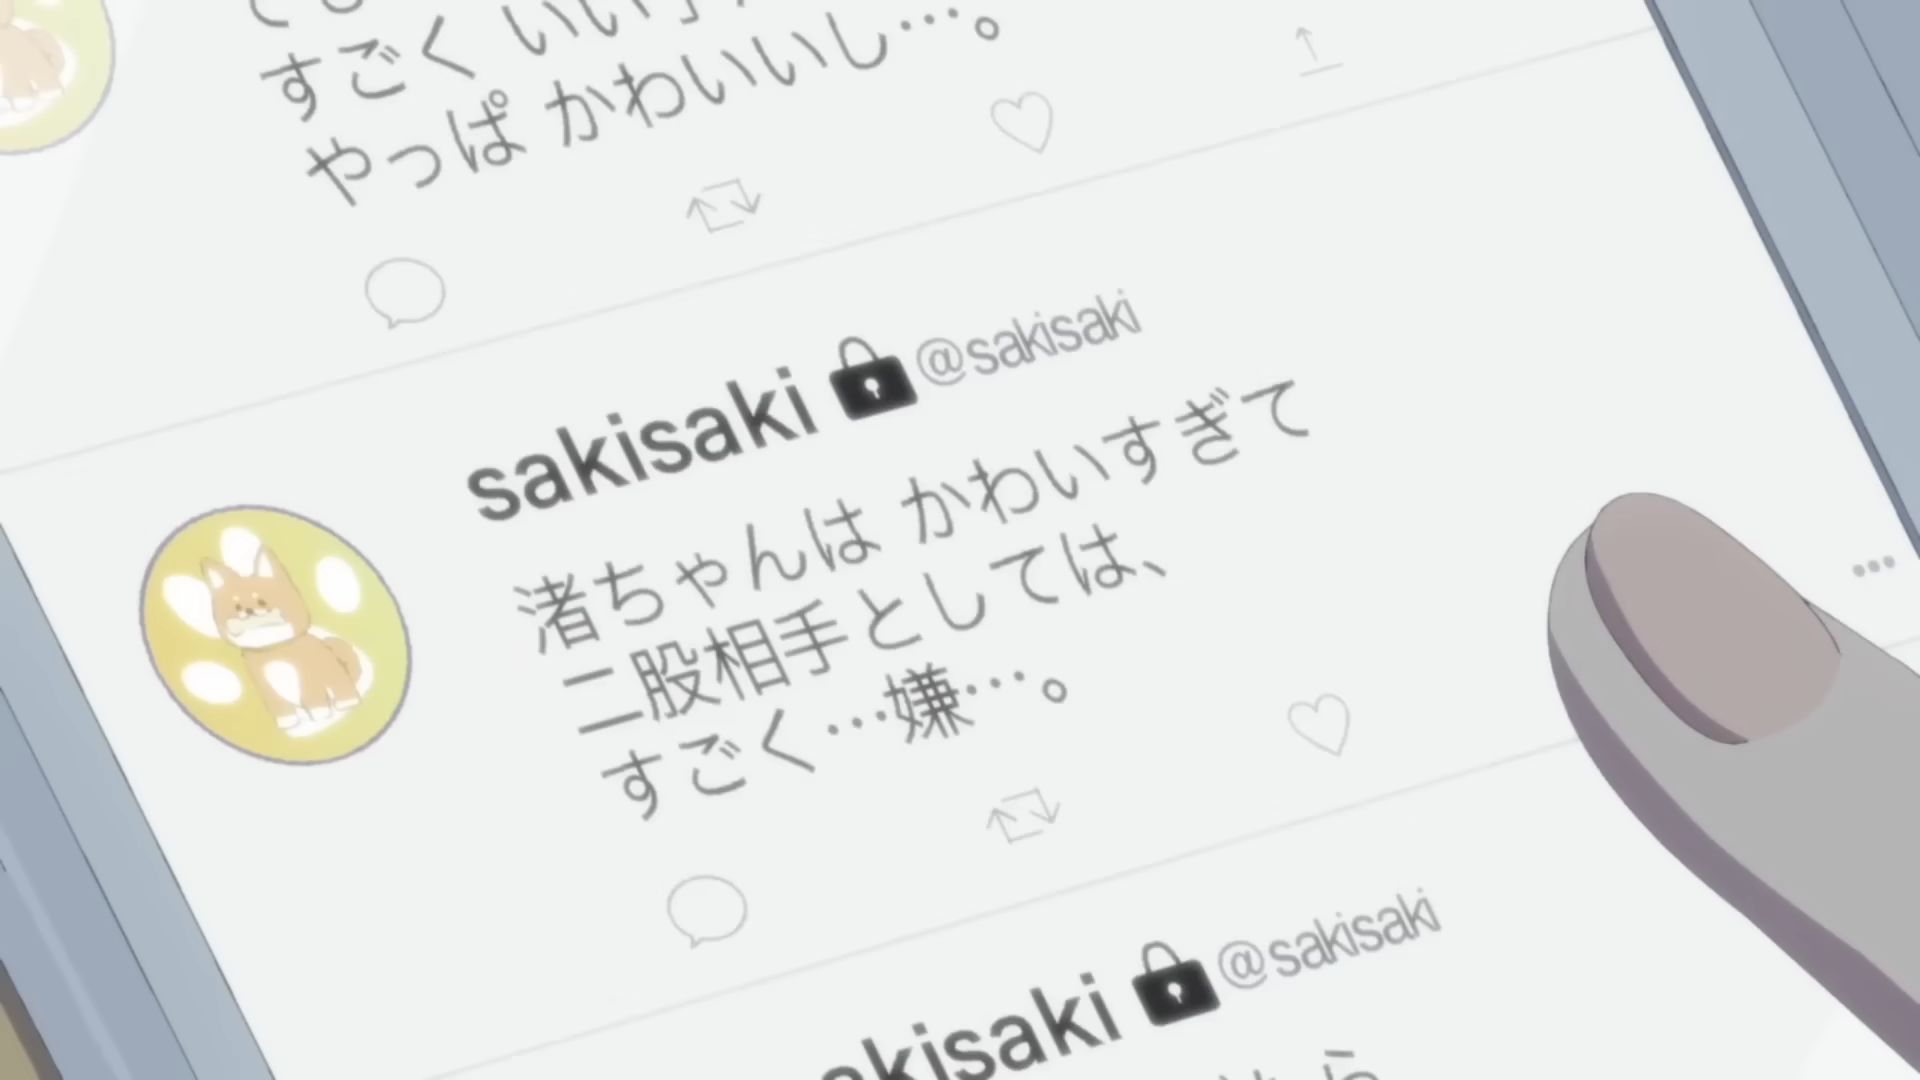 すごく いい
やっぱ かわいいし…。
sakisaki @sakisaki
渚ちゃんは かわいすぎて
二股相手としては、
すごく…嫌…。
akisaki @sakisaki